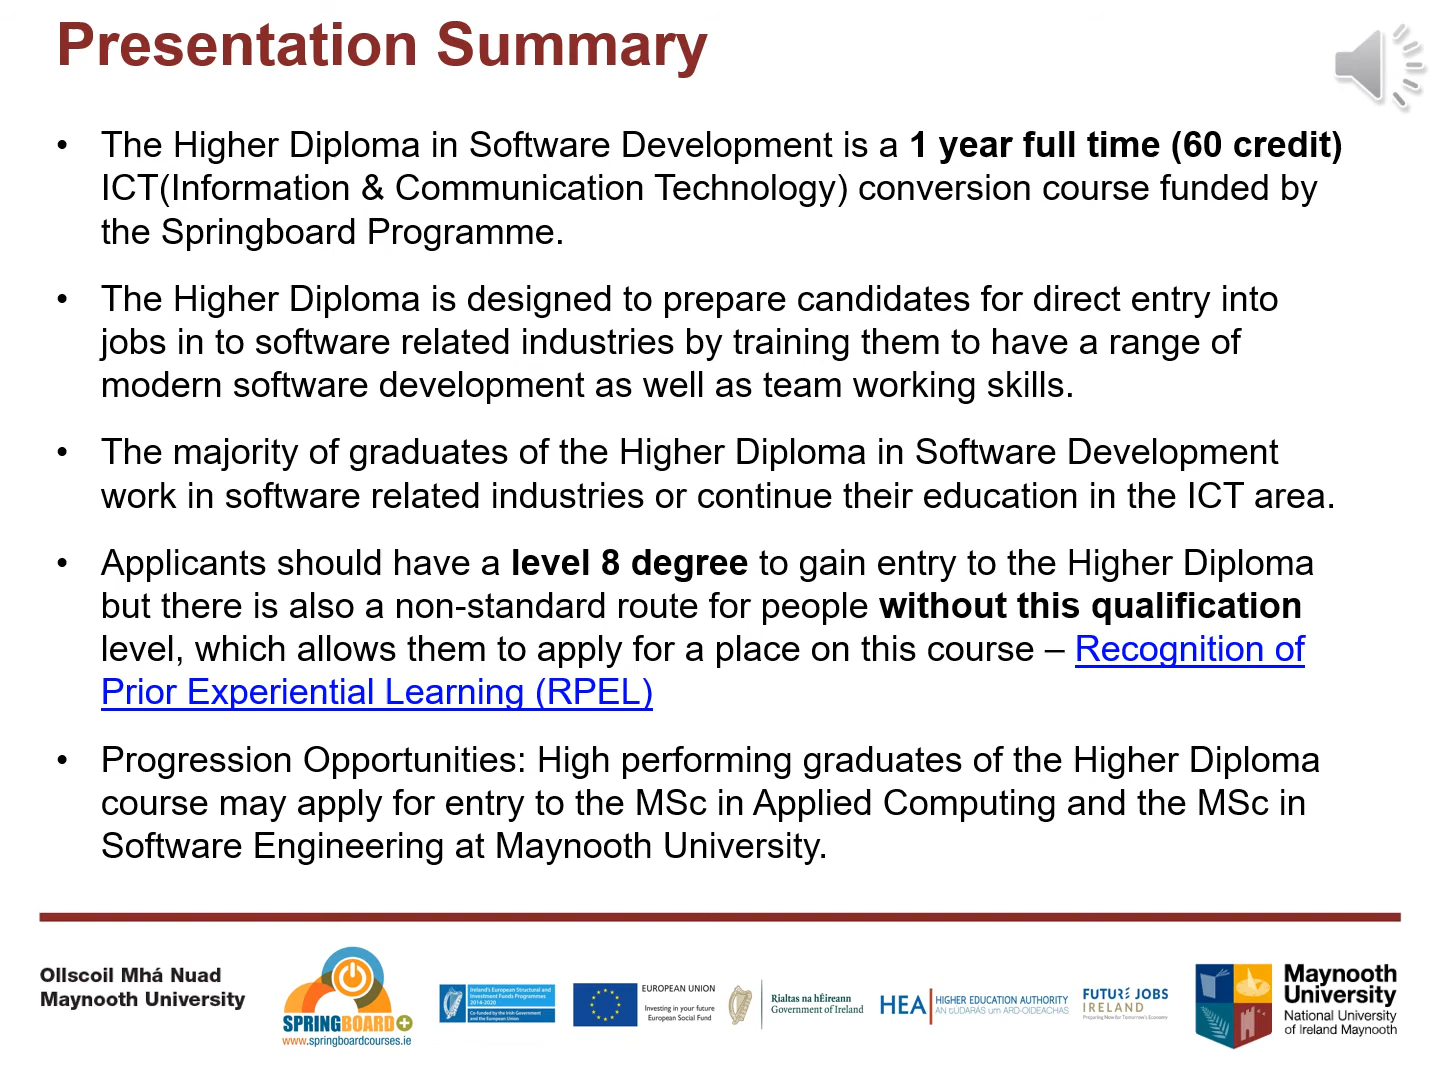 Presentation Summary
• The Higher Diploma in Software Development is a 1 year full time (60 credit)
ICT(Information & Communication Technology) conversion course funded by
the Springboard Programme.
• The Higher Diploma is designed to prepare candidates for direct entry into
jobs in to software related industries by training them to have a range of
modern software development as well as team working skills.
• The majority of graduates of the Higher Diploma in Software Development
work in software related industries or continue their education in the ICT area.
• Applicants should have a level 8 degree to gain entry to the Higher Diploma
but there is also a non-standard route for people without this qualification
level, which allows them to apply for a place on this course – Recognition of
Prior Experiential Learning (RPEL)
• Progression Opportunities: High performing graduates of the Higher Diploma
course may apply for entry to the MSc in Applied Computing and the MSc in
Software Engineering at Maynooth University.
Ollscoil Mhá Nuad
Maynooth University
SPRINGBOARD+
www.springboardcourses.ie
Ireland's European Structural and
Investment Funds Programmes
2014-2020
Co-funded by the Irish Government
and the European Union
EUROPEAN UNION
Investing in your future
European Social Fund
Rialtas na hÉireann
Government of Ireland
HEA
HIGHER EDUCATION AUTHORITY
AN tÚDARÁS um ARD-OIDEACHAS
FUTURE JOBS
IRELAND
Preparing Now for Tomorrow's Economy
Maynooth
University
National University
of Ireland Maynooth